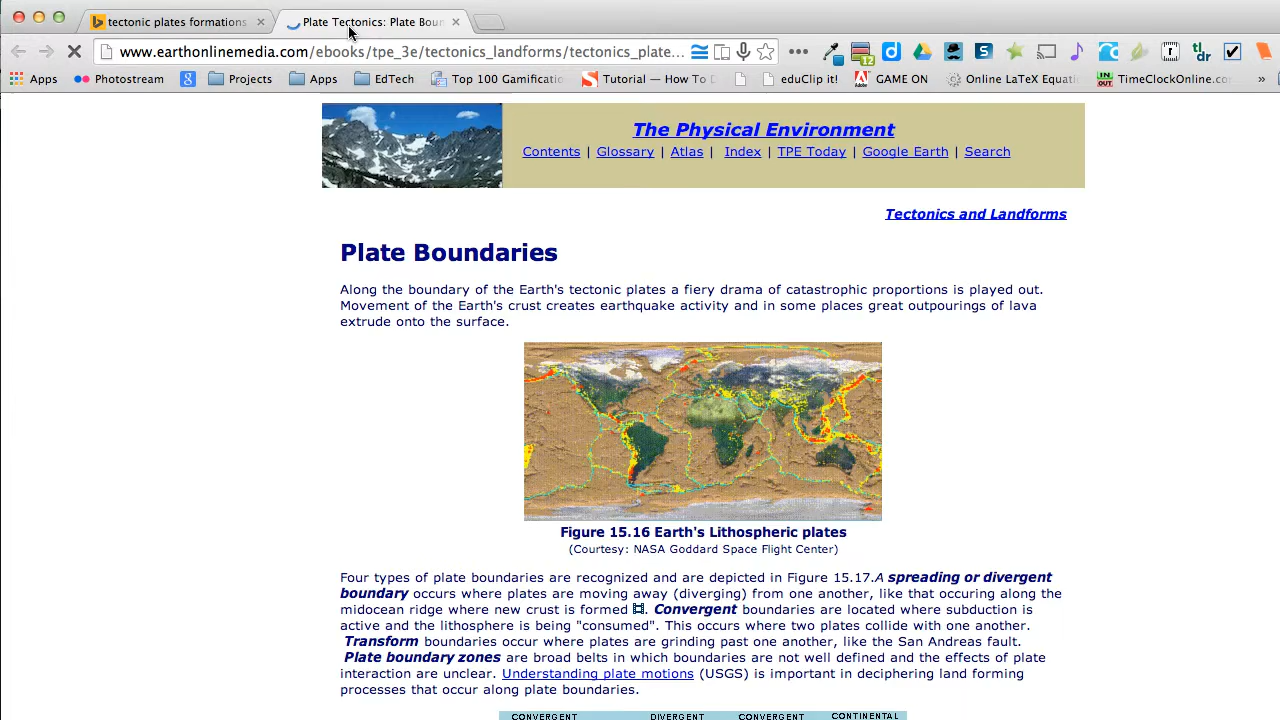 tectonic plates formations
Plate Tectonics: Plate Boun
www.earthonlinemedia.com/ebooks/tpe_3e/tectonics_landforms/tectonics_plate...
12
tl;dr
Apps
Photostream
Projects
Apps
EdTech
Top 100 Gamificatio
Tutorial — How To
eduClip it!
GAME ON
Online LaTeX Equati
IN OUT
TimeClockOnline.co
»
The Physical Environment
Contents | Glossary | Atlas | Index | TPE Today | Google Earth | Search
Tectonics and Landforms
Plate Boundaries
Along the boundary of the Earth's tectonic plates a fiery drama of catastrophic proportions is played out.
Movement of the Earth's crust creates earthquake activity and in some places great outpourings of lava
extrude onto the surface.
Figure 15.16 Earth's Lithospheric plates
(Courtesy: NASA Goddard Space Flight Center)
Four types of plate boundaries are recognized and are depicted in Figure 15.17.A spreading or divergent
boundary occurs where plates are moving away (diverging) from one another, like that occuring along the
midocean ridge where new crust is formed . Convergent boundaries are located where subduction is
active and the lithosphere is being "consumed". This occurs where two plates collide with one another.
Transform boundaries occur where plates are grinding past one another, like the San Andreas fault.
Plate boundary zones are broad belts in which boundaries are not well defined and the effects of plate
interaction are unclear. Understanding plate motions (USGS) is important in deciphering land forming
processes that occur along plate boundaries.
CONVERGENT DIVERGENT CONVERGENT CONTINENTAL